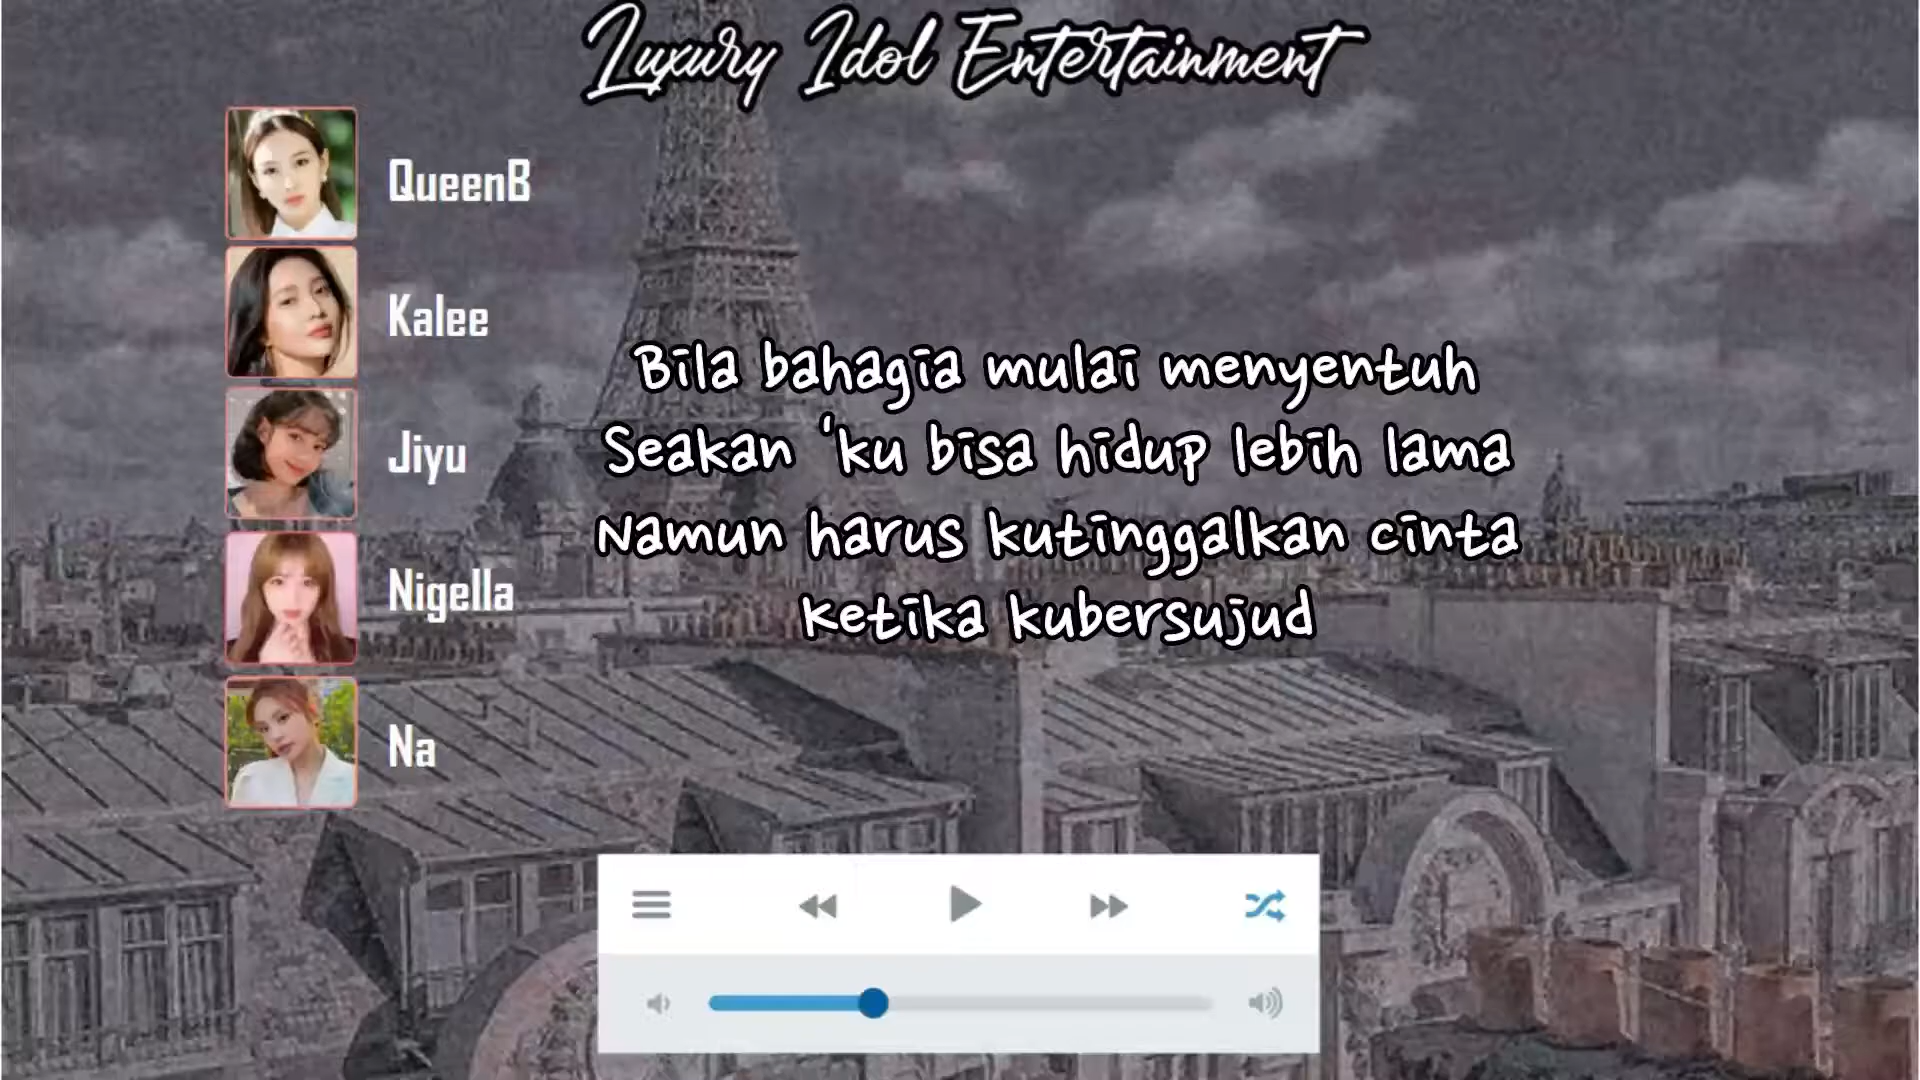 Luxury Idol Entertainment
QueenB
Kalee
Jiyu
Nigella
Na
Bila bahagia mulai menyentuh
Seakan 'ku bisa hidup lebih lama
Namun harus kutinggalkan cinta
ketika kubersujud